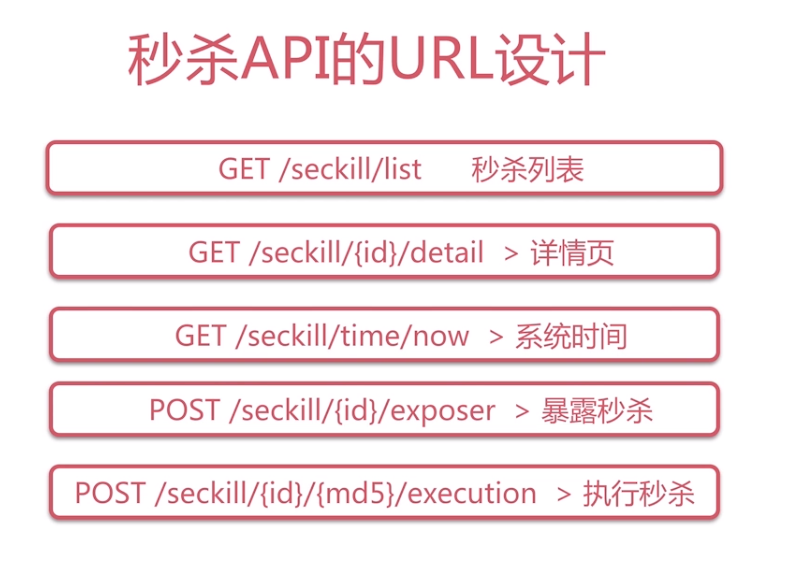 秒杀API的URL设计
GET /seckill/list 秒杀列表
GET /seckill/{id}/detail > 详情页
GET /seckill/time/now > 系统时间
POST /seckill/{id}/exposer > 暴露秒杀
POST /seckill/{id}/{md5}/execution > 执行秒杀